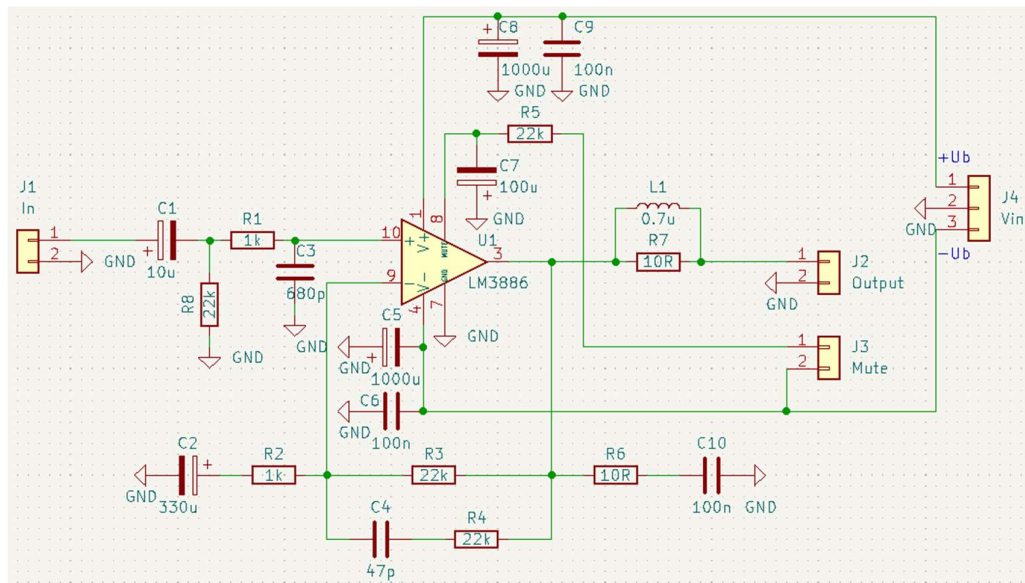 C8
1000u
GND
C9
100n
GND
R5
22k
C7
100u
GND
+Ub
1
2
3
J4
Vin
GND
-Ub
J1
In
1
2
GND
C1
10u
R1
1k
R8
22k
GND
C3
680p
GND
10
9
1
8
+
-
V+
V-
MUTE
GND
U1
3
LM3886
4
7
GND
L1
0.7u
R7
10R
1
2
J2
Output
GND
1
2
J3
Mute
C5
1000u
GND
C6
100n
GND
C2
330u
GND
R2
1k
R3
22k
R6
10R
C10
100n
GND
C4
47p
R4
22k